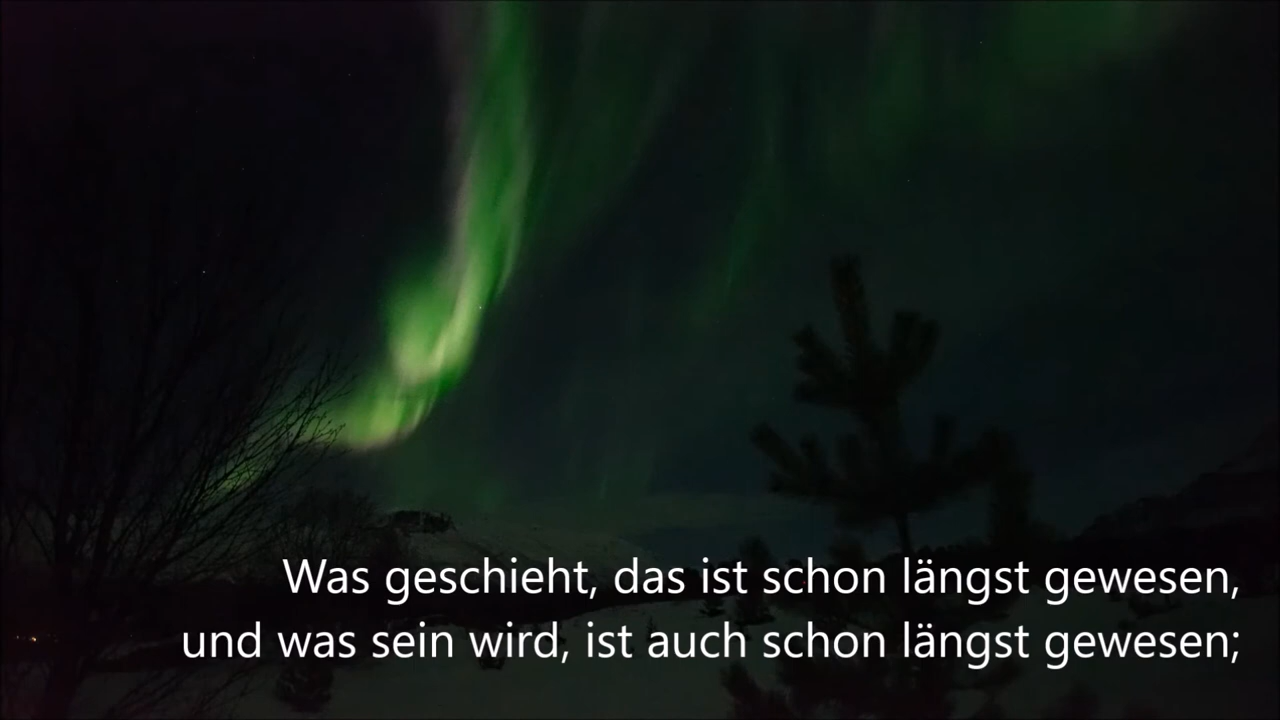 Was geschieht, das ist schon längst gewesen,
und was sein wird, ist auch schon längst gewesen;